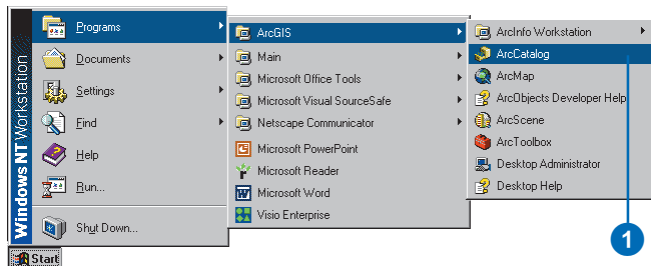 Windows NT Workstation
Programs
Documents
Settings
Find
Help
Run...
Shut Down...
Start
ArcGIS
Main
Microsoft Office Tools
Microsoft Visual SourceSafe
Netscape Communicator
Microsoft PowerPoint
Microsoft Reader
Microsoft Word
Visio Enterprise
ArcInfo Workstation
ArcCatalog
ArcMap
ArcObjects Developer Help
ArcScene
ArcToolbox
Desktop Administrator
Desktop Help
1